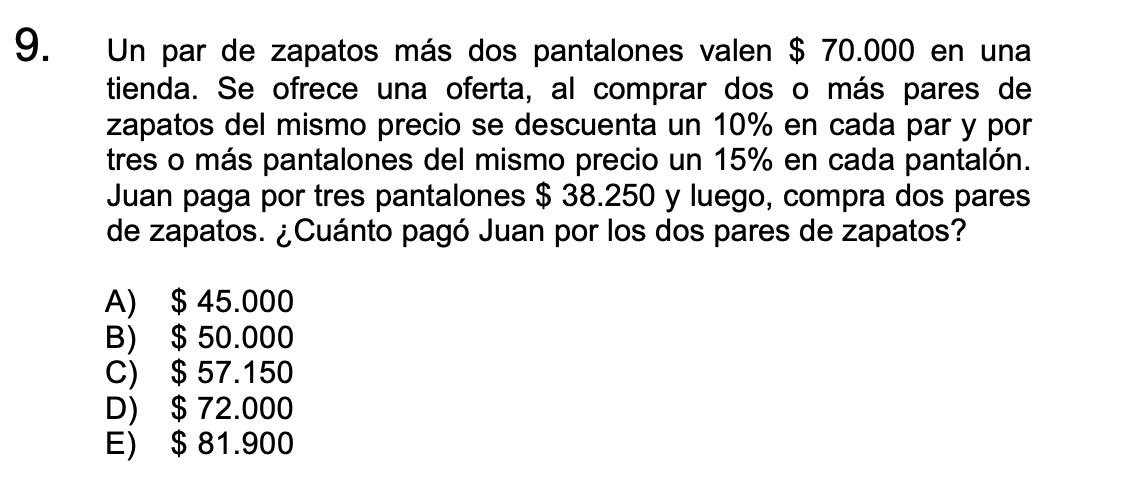 9. Un par de zapatos más dos pantalones valen $ 70.000 en una
tienda. Se ofrece una oferta, al comprar dos o más pares de
zapatos del mismo precio se descuenta un 10% en cada par y por
tres o más pantalones del mismo precio un 15% en cada pantalón.
Juan paga por tres pantalones $ 38.250 y luego, compra dos pares
de zapatos. ¿Cuánto pagó Juan por los dos pares de zapatos?
A) $ 45.000
B) $ 50.000
C) $ 57.150
D) $ 72.000
E) $ 81.900